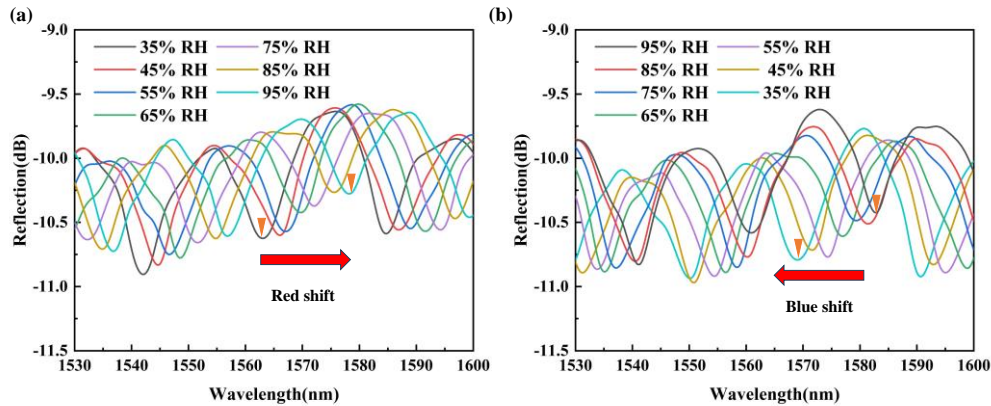 (a)
-9.0
35% RH 75% RH
45% RH 85% RH
55% RH 95% RH
65% RH
-9.5
-10.0
-10.5
-11.0
-11.5
Reflection(dB)
Red shift
1530 1540 1550 1560 1570 1580 1590 1600
Wavelength(nm)
(b)
-9.0
95% RH 55% RH
85% RH 45% RH
75% RH 35% RH
65% RH
-9.5
-10.0
-10.5
-11.0
-11.5
Reflection(dB)
Blue shift
1530 1540 1550 1560 1570 1580 1590 1600
Wavelength(nm)